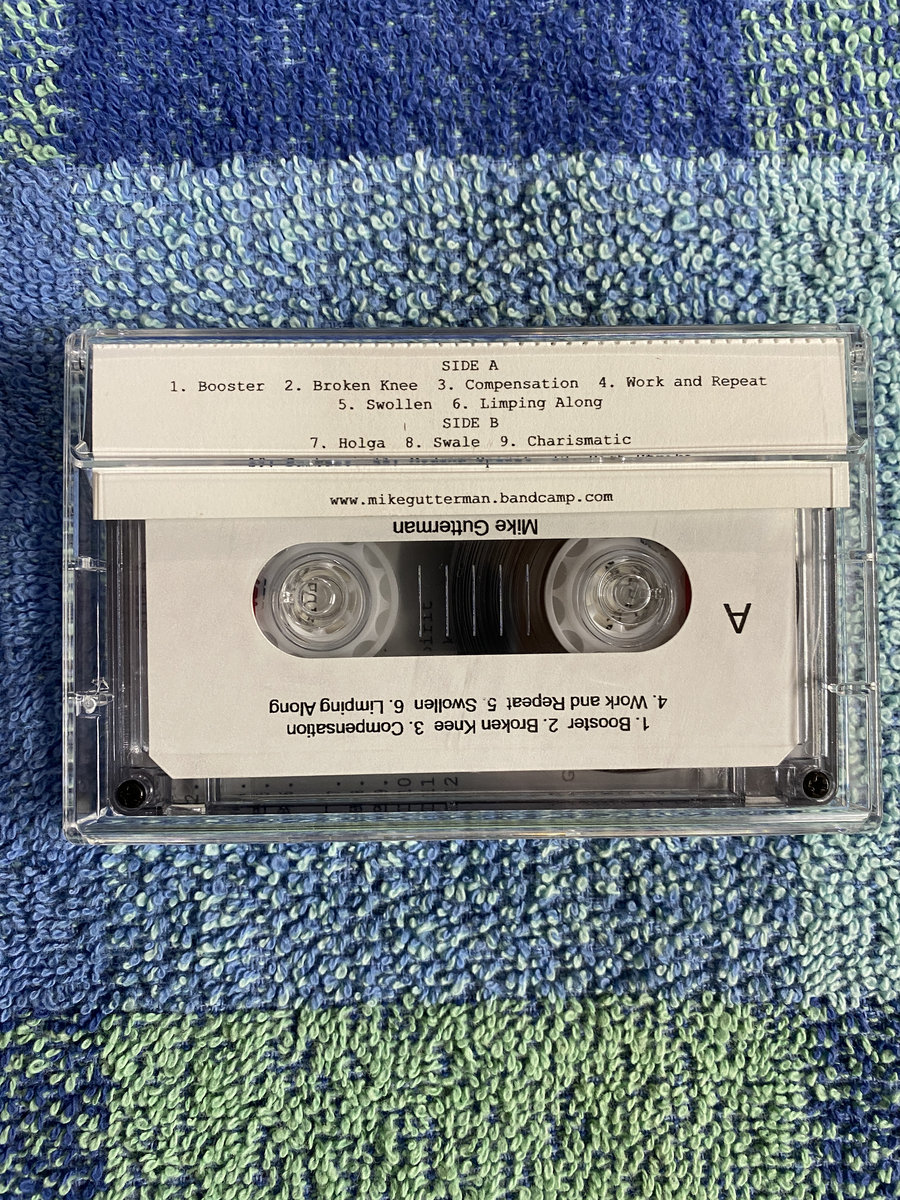 SIDE A
1. Booster 2. Broken Knee 3. Compensation 4. Work and Repeat
5. Swollen 6. Limping Along
SIDE B
7. Holga 8. Swale 9. Charismatic
www.mikegutterman.bandcamp.com
Mike Gutterman
A
1. Booster 2. Broken Knee 3. Compensation
4. Work and Repeat 5. Swollen 6. Limping Along